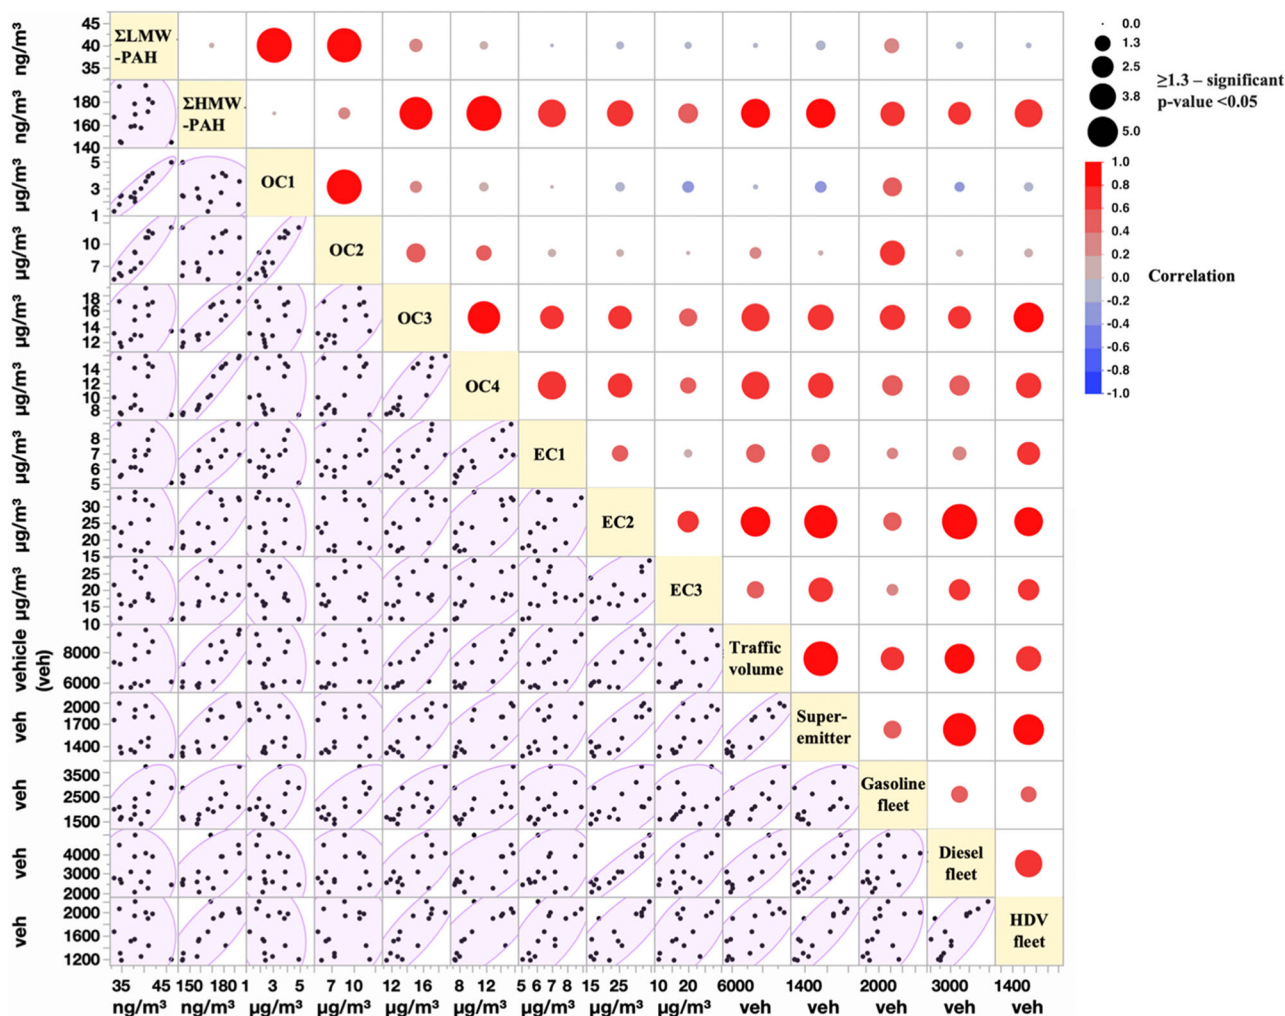 45
40
35
ng/m³
ΣLMW
-PAH
0.0
1.3
2.5
3.8
5.0
≥1.3 – significant
p-value <0.05
180
160
140
ng/m³
ΣHMW
-PAH
5
3
1
µg/m³
OC1
1.0
0.8
0.6
0.4
0.2
0.0
-0.2
-0.4
-0.6
-0.8
-1.0
Correlation
10
7
µg/m³
OC2
18
16
14
12
µg/m³
OC3
14
12
10
8
µg/m³
OC4
8
7
6
5
µg/m³
EC1
30
25
20
15
µg/m³
EC2
25
20
15
10
µg/m³
EC3
8000
6000
vehicle
(veh)
Traffic
volume
2000
1700
1400
veh
Super-
emitter
3500
2500
1500
veh
Gasoline
fleet
4000
3000
2000
veh
Diesel
fleet
2000
1600
1200
veh
HDV
fleet
35 45 150 180 1 3 5 7 10 12 16 8 12 5 6 7 8 15 25 10 20 6000 1400 2000 3000 1400
ng/m³ ng/m³ µg/m³ µg/m³ µg/m³ µg/m³ µg/m³ µg/m³ µg/m³ veh veh veh veh veh